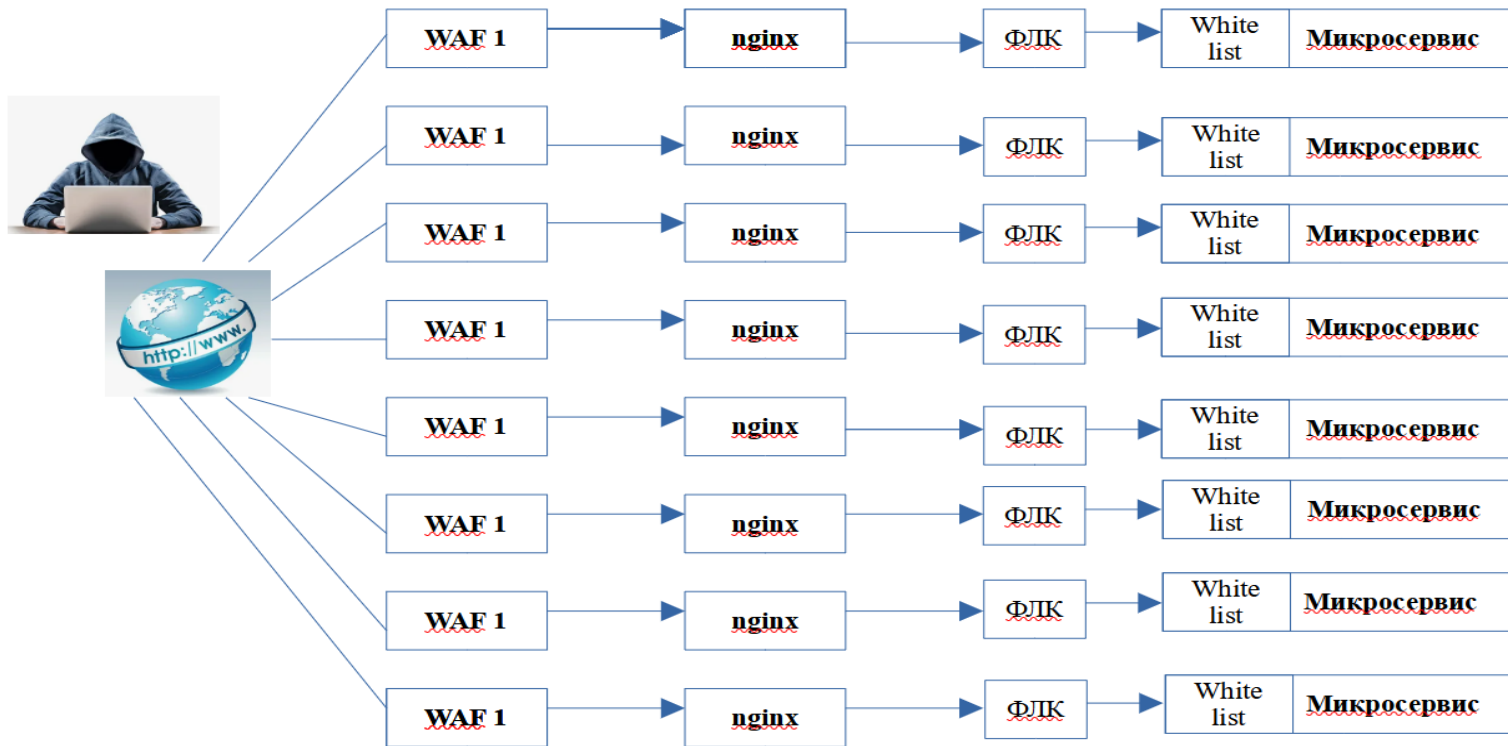 WAF 1
nginx
ФЛК
White
list
Микросервис
WAF 1
nginx
ФЛК
White
list
Микросервис
WAF 1
nginx
ФЛК
White
list
Микросервис
http://www.
WAF 1
nginx
ФЛК
White
list
Микросервис
WAF 1
nginx
ФЛК
White
list
Микросервис
WAF 1
nginx
ФЛК
White
list
Микросервис
WAF 1
nginx
ФЛК
White
list
Микросервис
WAF 1
nginx
ФЛК
White
list
Микросервис